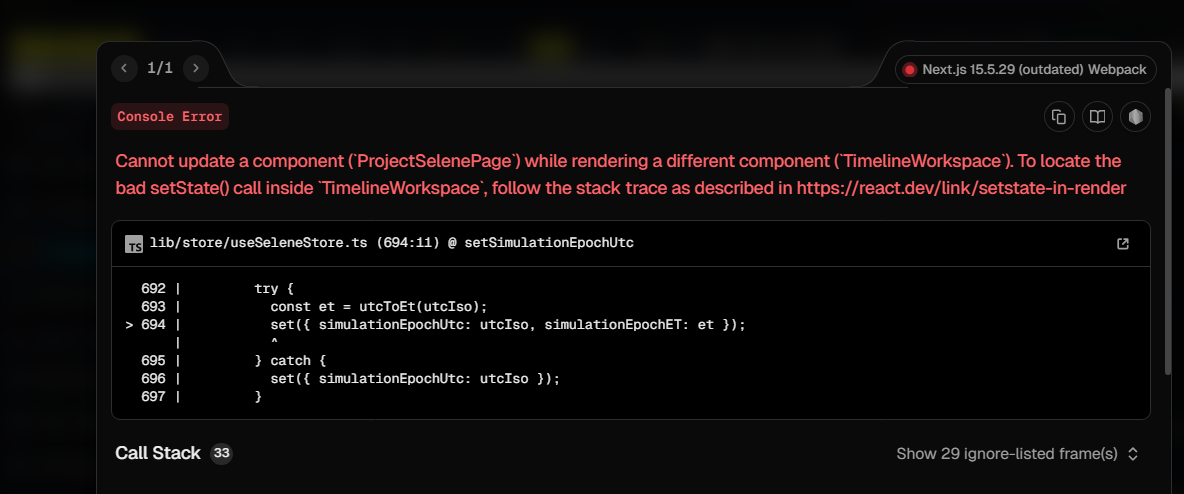 1/1
Next.js 15.5.29 (outdated) Webpack
Console Error
Cannot update a component (`ProjectSelenePage`) while rendering a different component (`TimelineWorkspace`). To locate the
bad setState() call inside `TimelineWorkspace`, follow the stack trace as described in https://react.dev/link/setstate-in-render
TS lib/store/useSeleneStore.ts (694:11) @ setSimulationEpochUtc
692 |         try {
693 |           const et = utcToEt(utcIso);
> 694 |           set({ simulationEpochUtc: utcIso, simulationEpochET: et });
|           ^
695 |         } catch {
696 |           set({ simulationEpochUtc: utcIso });
697 |         }
Call Stack 33
Show 29 ignore-listed frame(s)